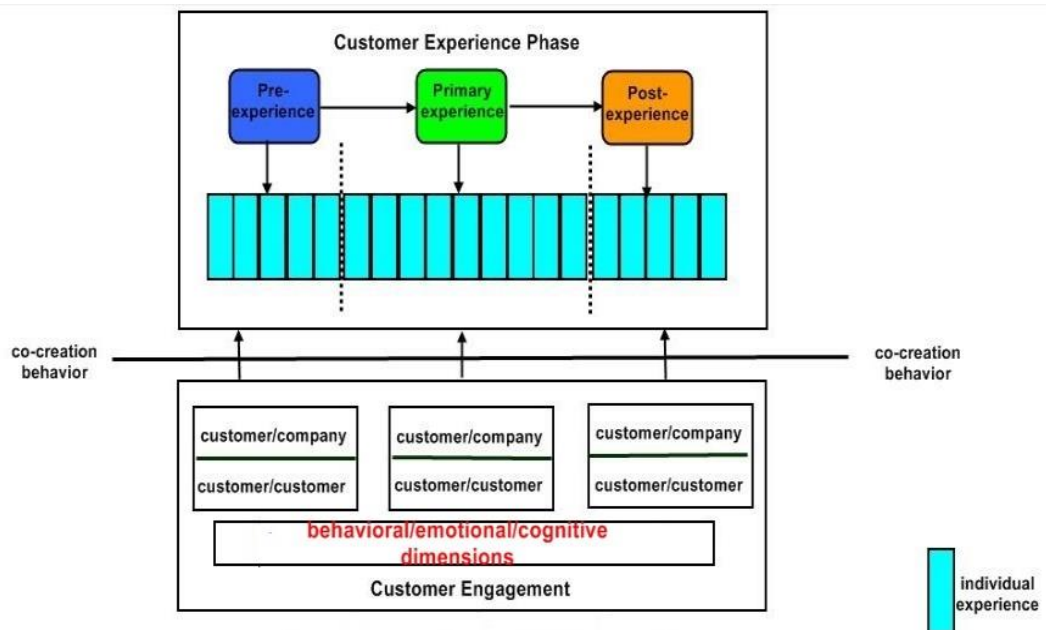 Customer Experience Phase
Pre-
experience
Primary
experience
Post-
experience
co-creation
behavior
co-creation
behavior
customer/company
customer/customer
customer/company
customer/customer
customer/company
customer/customer
behavioral/emotional/cognitive
dimensions
Customer Engagement
individual
experience